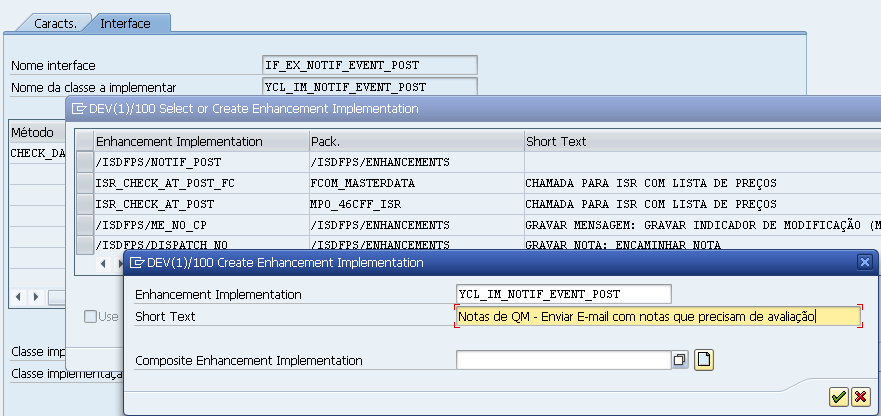 Caracts. Interface
Nome interface IF_EX_NOTIF_EVENT_POST
Nome da classe a implementar YCL_IM_NOTIF_EVENT_POST
DEV(1)/100 Select or Create Enhancement Implementation
Método
CHECK_DA
Enhancement Implementation Pack. Short Text
/ISDFPS/NOTIF_POST /ISDFPS/ENHANCEMENTS
ISR_CHECK_AT_POST_FC FCOM_MASTERDATA CHAMADA PARA ISR COM LISTA DE PREÇOS
ISR_CHECK_AT_POST MPO_46CFF_ISR CHAMADA PARA ISR COM LISTA DE PREÇOS
/ISDFPS/ME_NO_CP /ISDFPS/ENHANCEMENTS GRAVAR MENSAGEM: GRAVAR INDICADOR DE MODIFICAÇÃO (M
/ISDFPS/DISPATCH_NO /ISDFPS/ENHANCEMENTS GRAVAR NOTA: ENCAMINHAR NOTA
DEV(1)/100 Create Enhancement Implementation
Enhancement Implementation YCL_IM_NOTIF_EVENT_POST
Short Text Notas de QM - Enviar E-mail com notas que precisam de avaliação
Use
Composite Enhancement Implementation
Classe imp
Classe implementaça